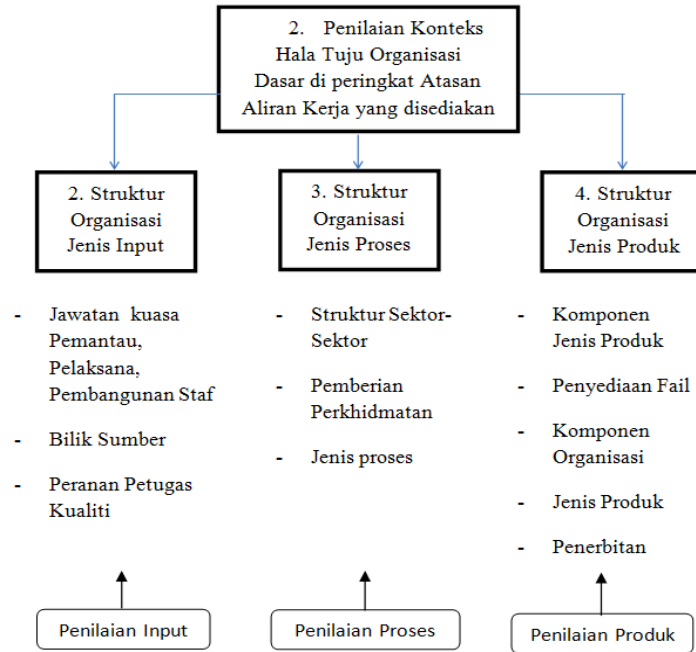 2. Penilaian Konteks
Hala Tuju Organisasi
Dasar di peringkat Atasan
Aliran Kerja yang disediakan
2. Struktur
Organisasi
Jenis Input
3. Struktur
Organisasi
Jenis Proses
4. Struktur
Organisasi
Jenis Produk
- Jawatan kuasa
Pemantau,
Pelaksana,
Pembangunan Staf
- Bilik Sumber
- Peranan Petugas
Kualiti
- Struktur Sektor-
Sektor
- Pemberian
Perkhidmatan
- Jenis proses
- Komponen
Jenis Produk
- Penyediaan Fail
- Komponen
Organisasi
- Jenis Produk
- Penerbitan
Penilaian Input
Penilaian Proses
Penilaian Produk